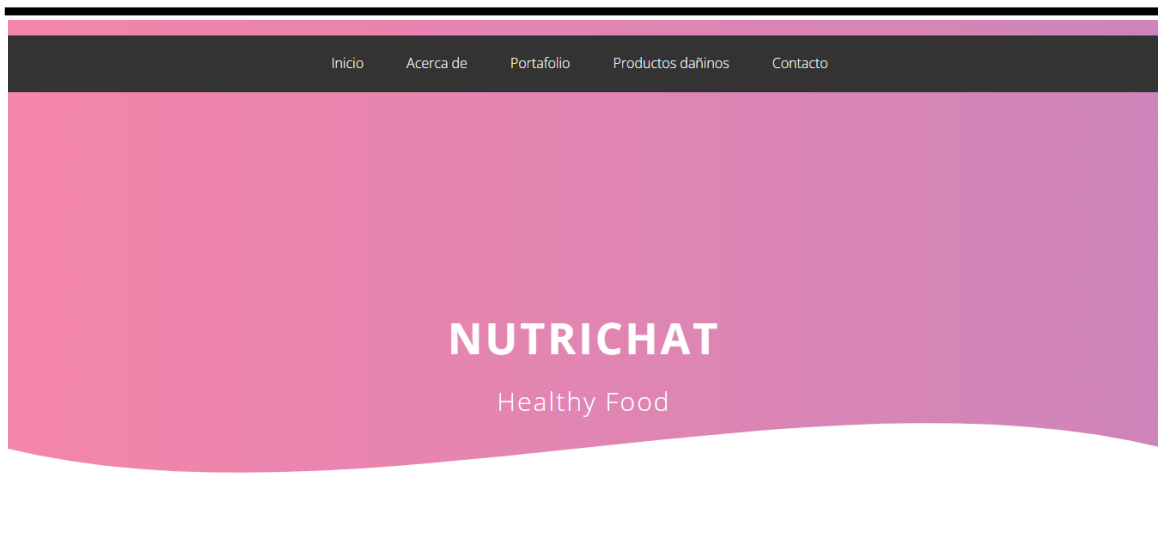 Inicio Acerca de Portafolio Productos dañinos Contacto
NUTRICHAT
Healthy Food